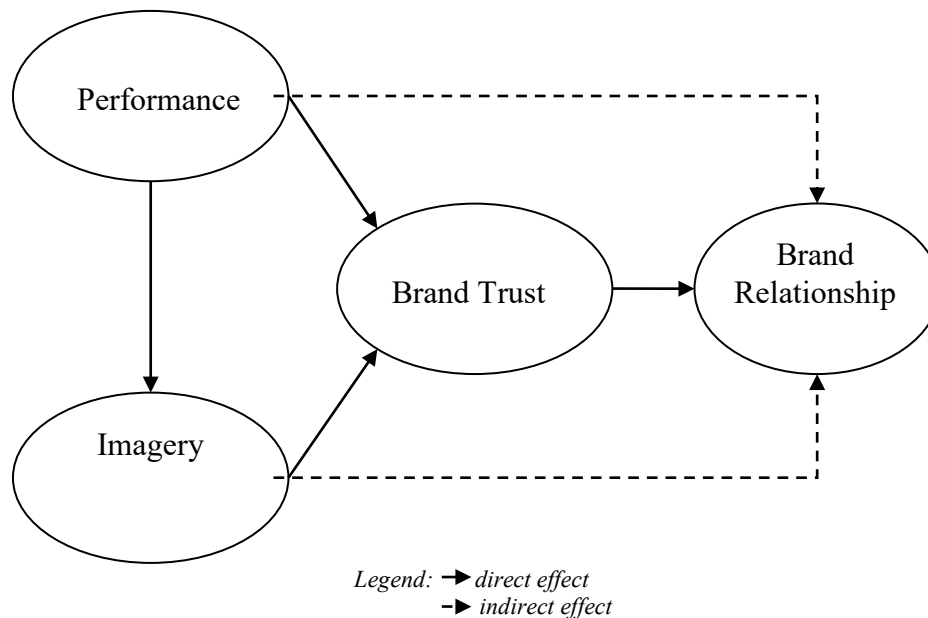 Performance
Brand Trust
Brand
Relationship
Imagery
Legend: direct effect
indirect effect